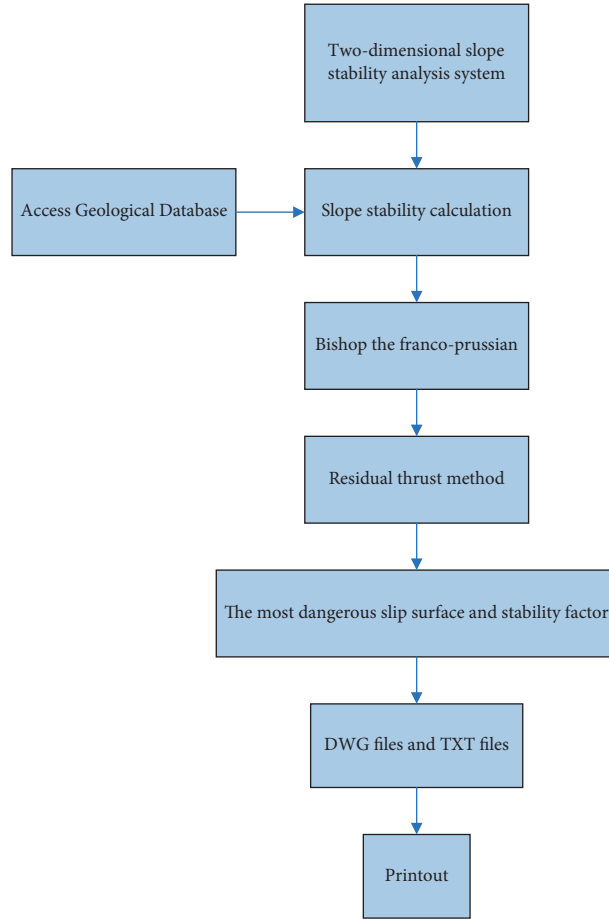 Two-dimensional slope
stability analysis system
Access Geological Database
Slope stability calculation
Bishop the franco-prussian
Residual thrust method
The most dangerous slip surface and stability factor
DWG files and TXT files
Printout